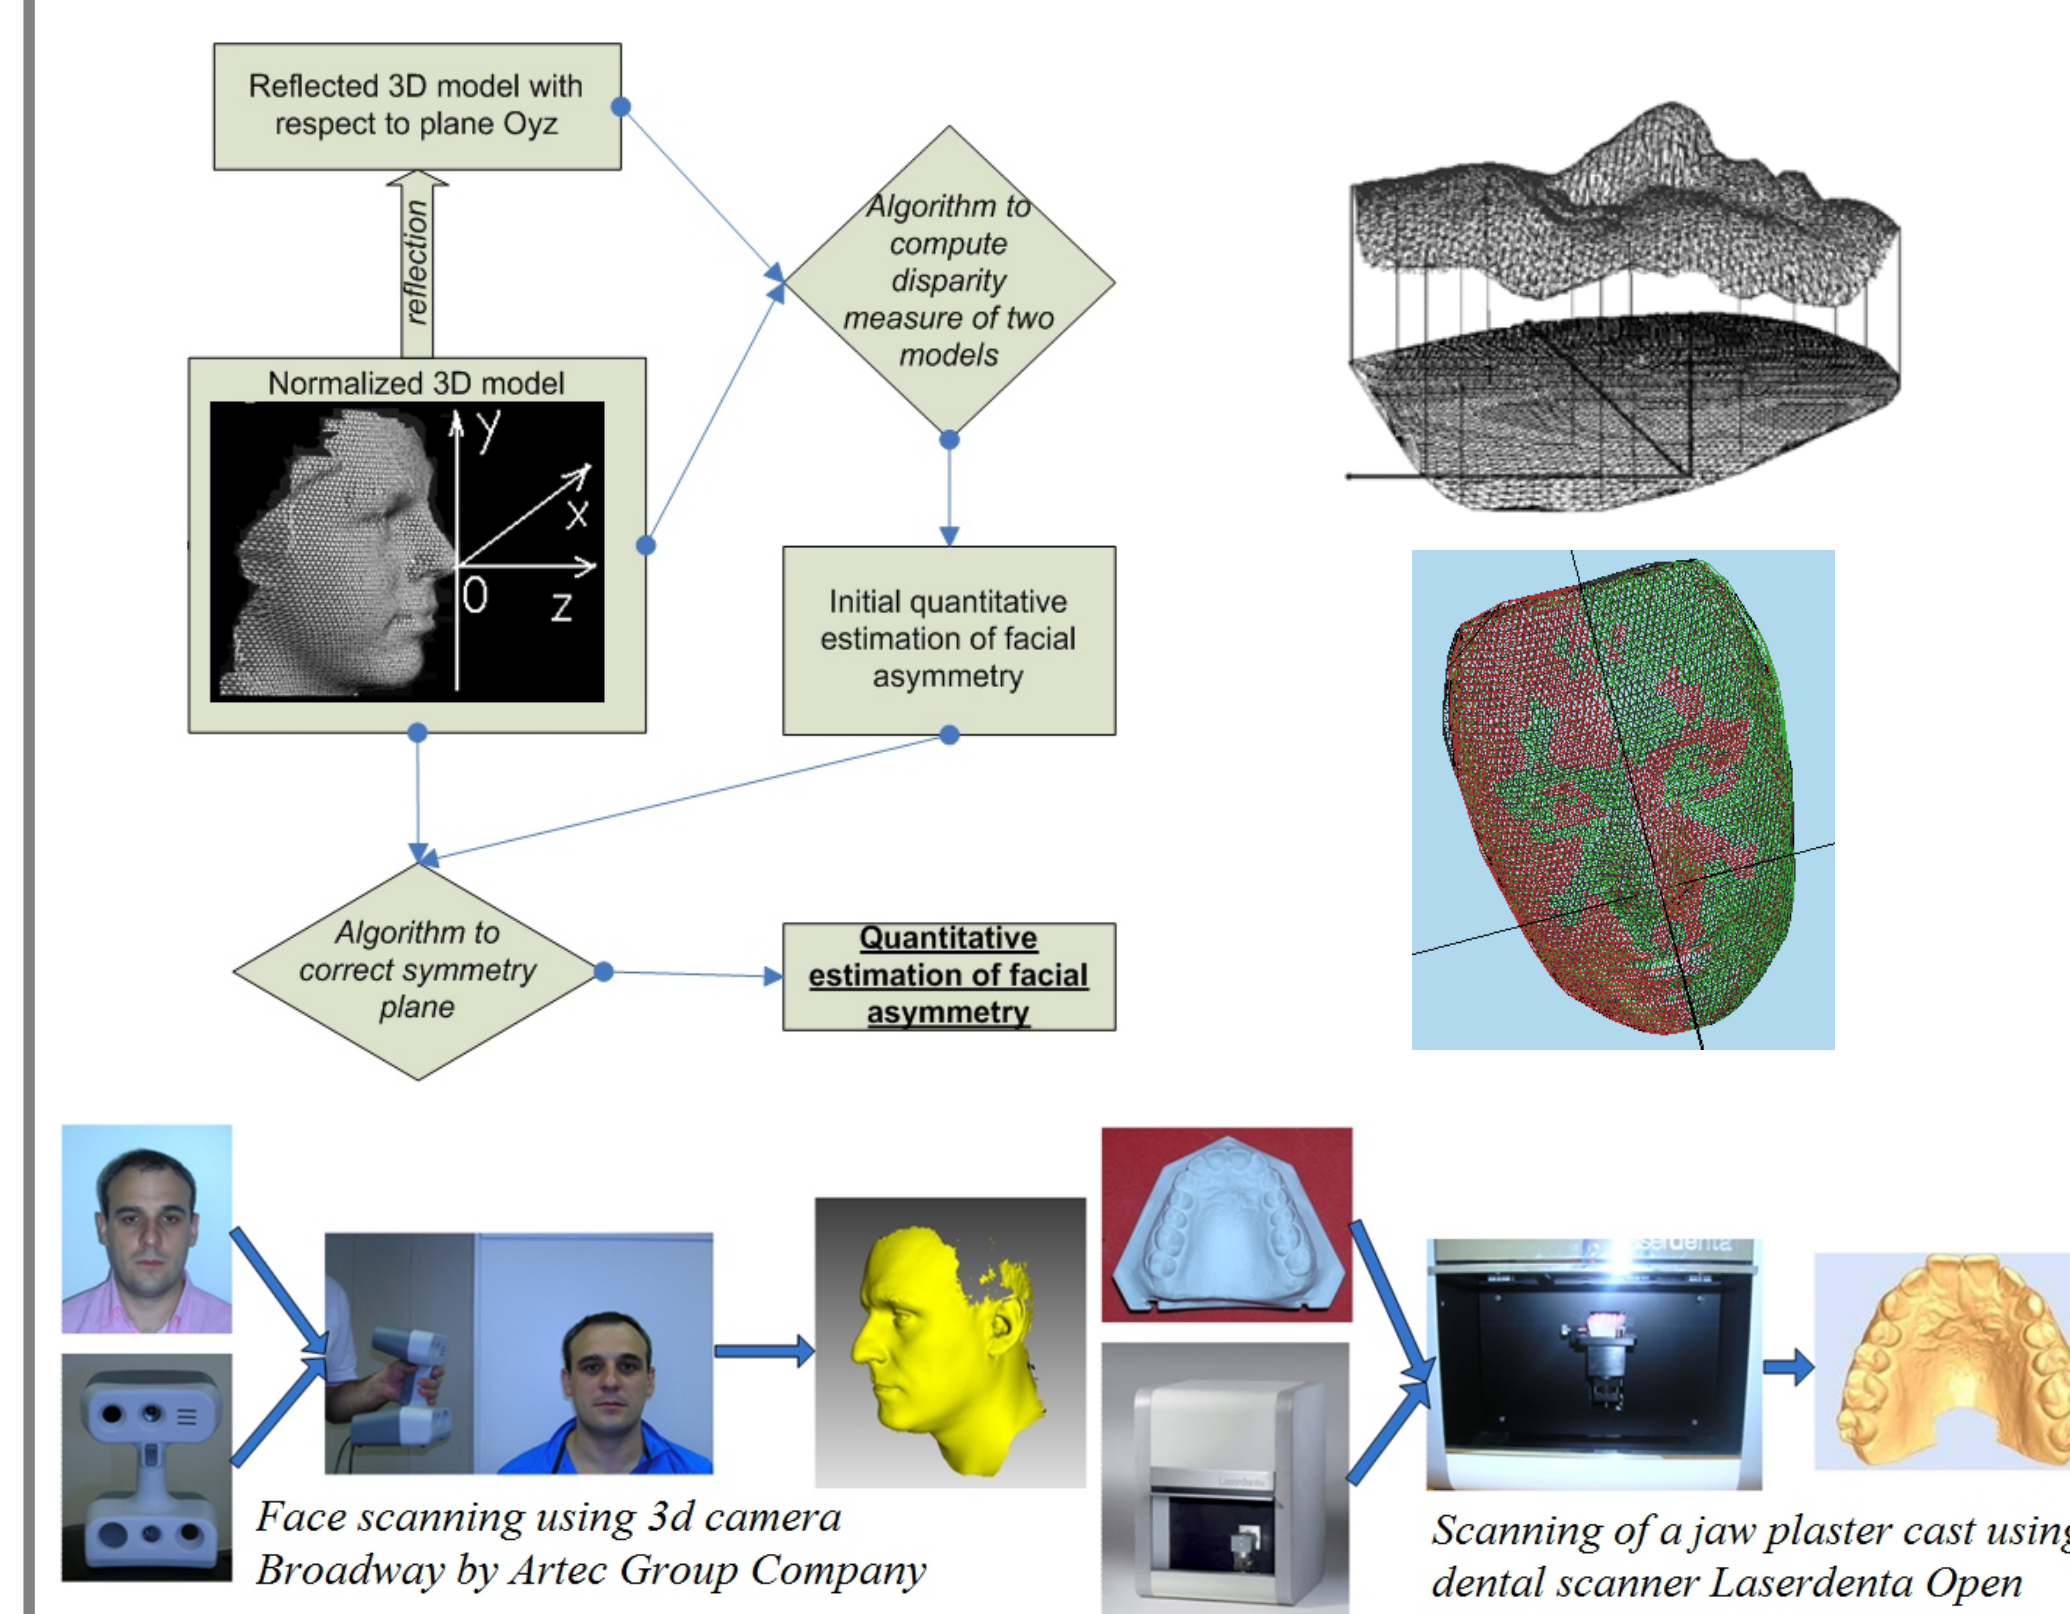 Reflected 3D model with
respect to plane Oyz
reflection
Normalized 3D model
y
x
0
z
Algorithm to
compute
disparity
measure of two
models
Initial quantitative
estimation of facial
asymmetry
Algorithm to
correct symmetry
plane
Quantitative
estimation of facial
asymmetry
Face scanning using 3d camera
Broadway by Artec Group Company
Laserdenta
Scanning of a jaw plaster cast using
dental scanner Laserdenta Open